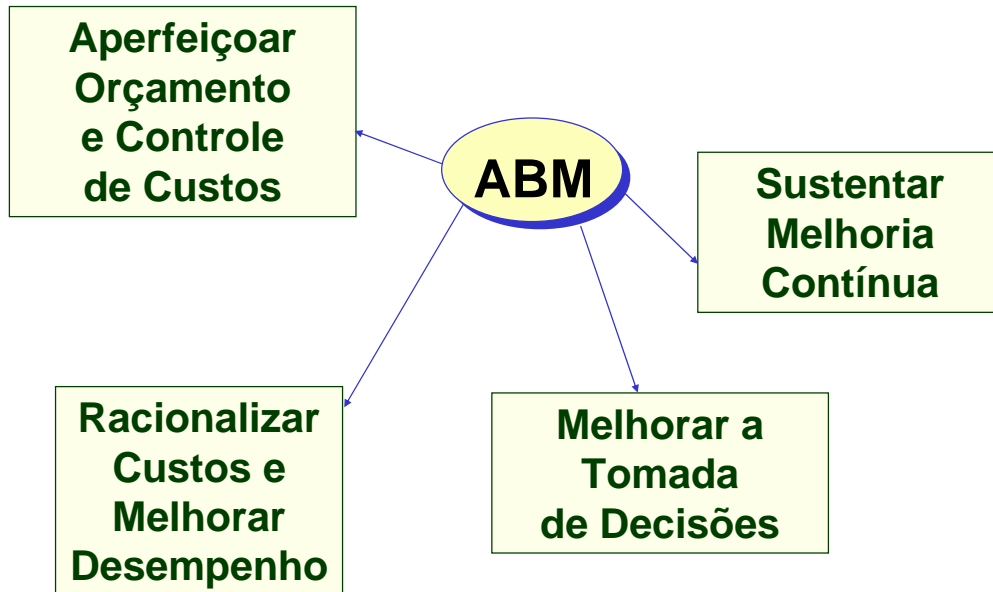 Aperfeiçoar
Orçamento
e Controle
de Custos
ABM
Sustentar
Melhoria
Contínua
Racionalizar
Custos e
Melhorar
Desempenho
Melhorar a
Tomada
de Decisões